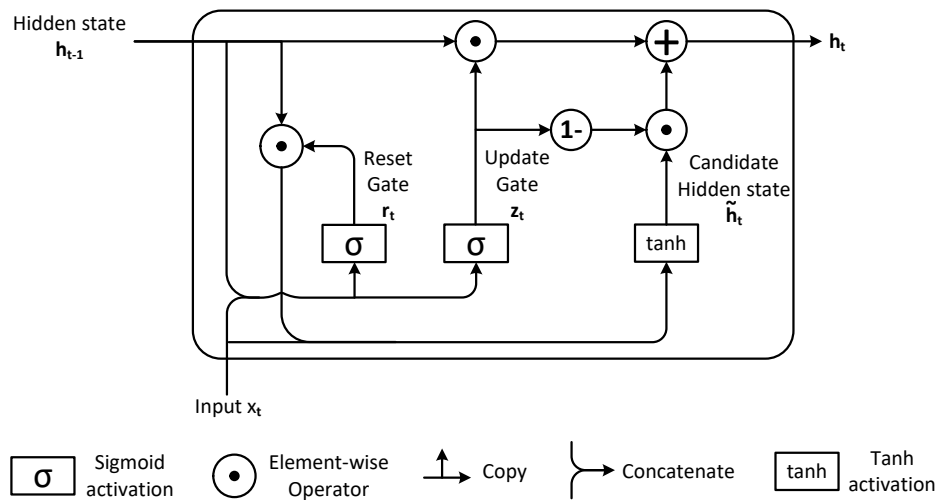 Hidden state
h_{t-1}
h_t
1-
Reset
Gate
r_t
Update
Gate
z_t
Candidate
Hidden state
h̃_t
σ
σ
tanh
Input x_t
σ
Sigmoid
activation
Element-wise
Operator
Copy
Concatenate
tanh
Tanh
activation